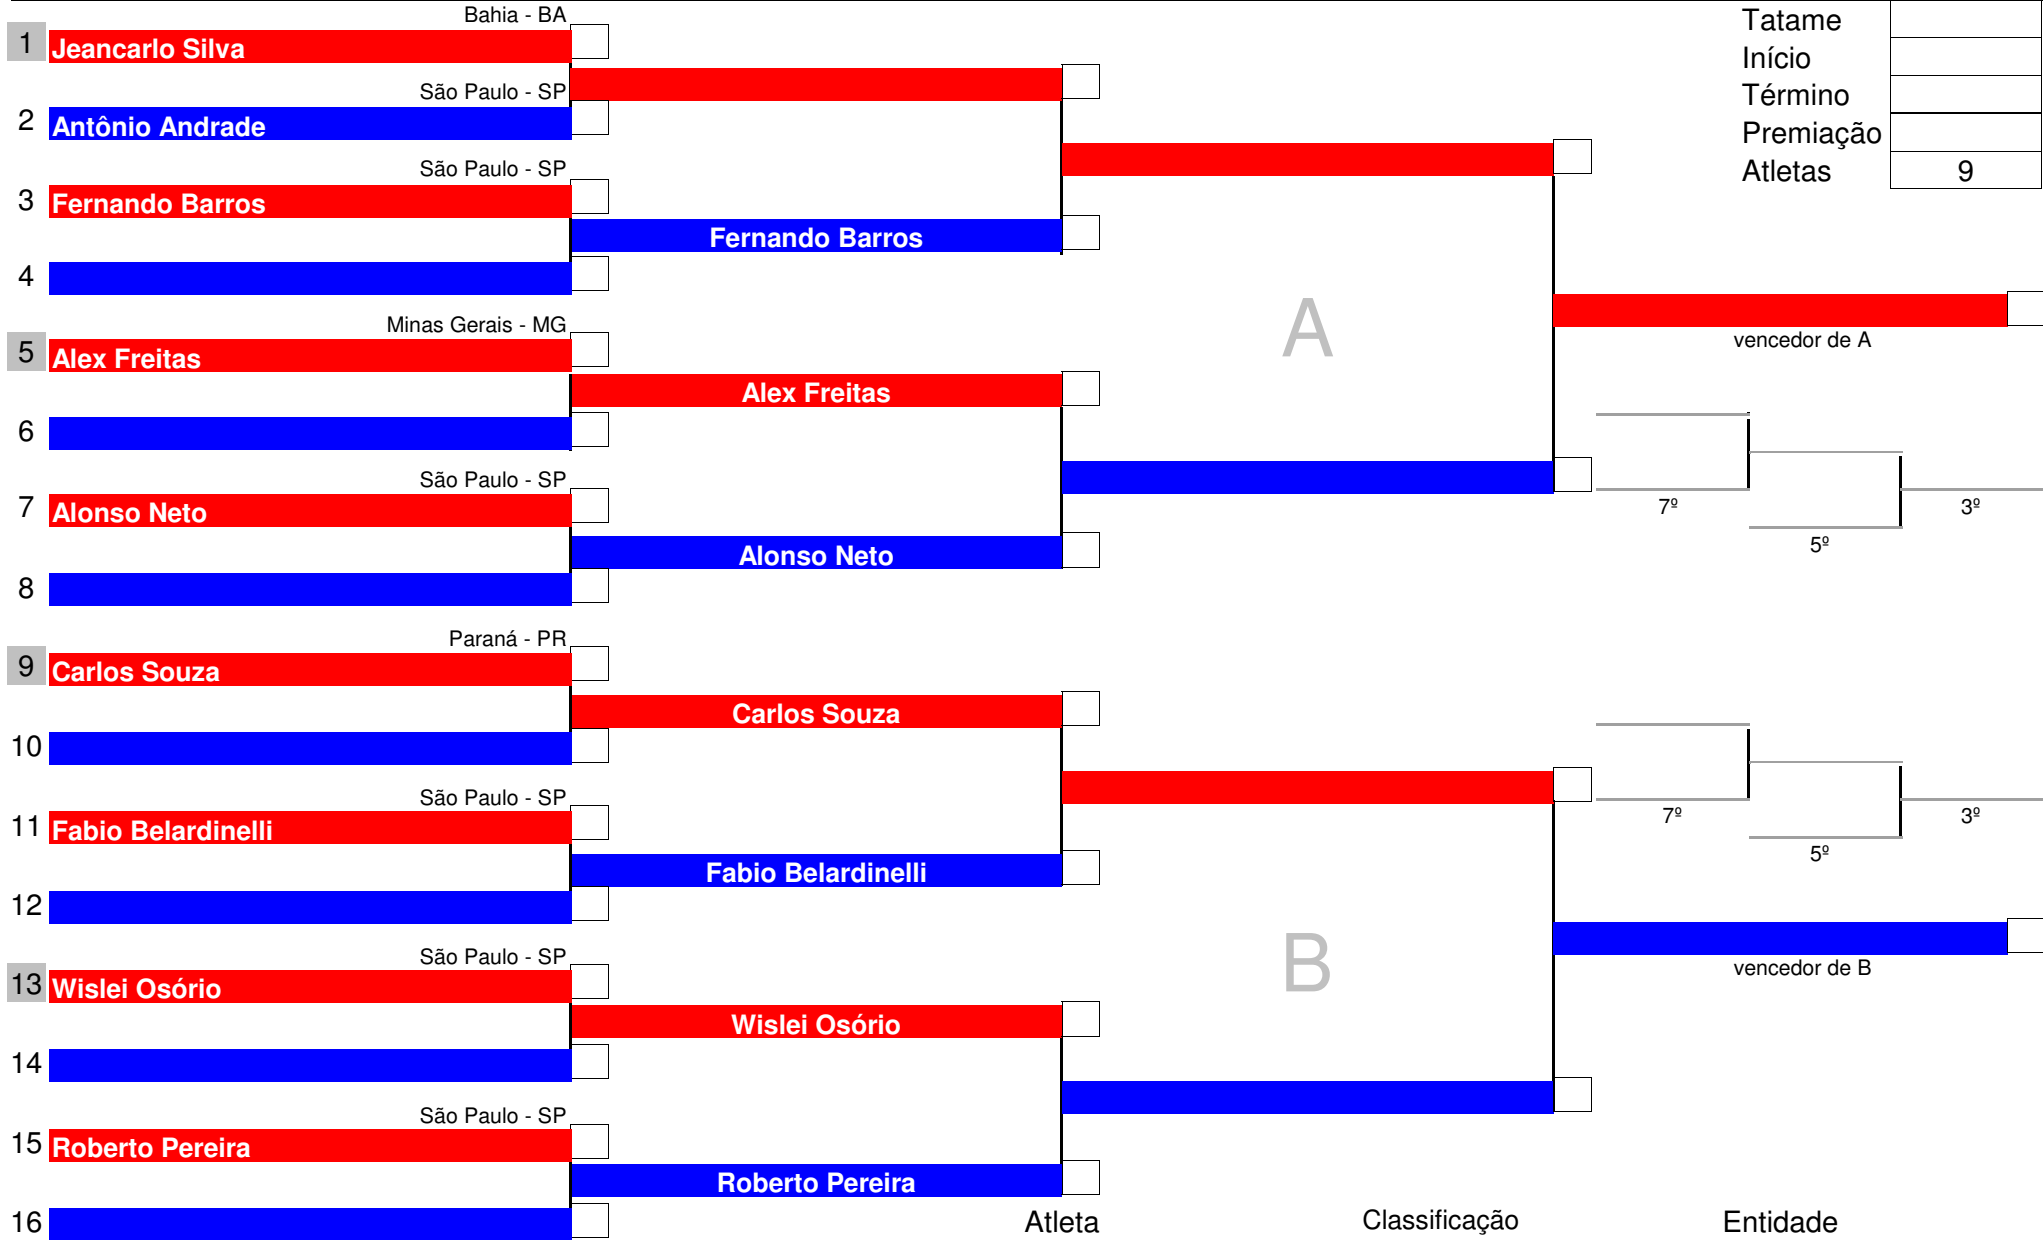 Bahia - BA
1 Jeancarlo Silva
São Paulo - SP
2 Antônio Andrade
São Paulo - SP
3 Fernando Barros
Fernando Barros
4
Minas Gerais - MG
5 Alex Freitas
Alex Freitas
6
São Paulo - SP
7 Alonso Neto
Alonso Neto
8
Paraná - PR
9 Carlos Souza
Carlos Souza
10
São Paulo - SP
11 Fabio Belardinelli
Fabio Belardinelli
12
São Paulo - SP
13 Wislei Osório
Wislei Osório
14
São Paulo - SP
15 Roberto Pereira
Roberto Pereira
16
A
B
Tatame
Início
Término
Premiação
Atletas 9
vencedor de A
7º
5º
3º
7º
5º
3º
vencedor de B
Atleta Classificação Entidade